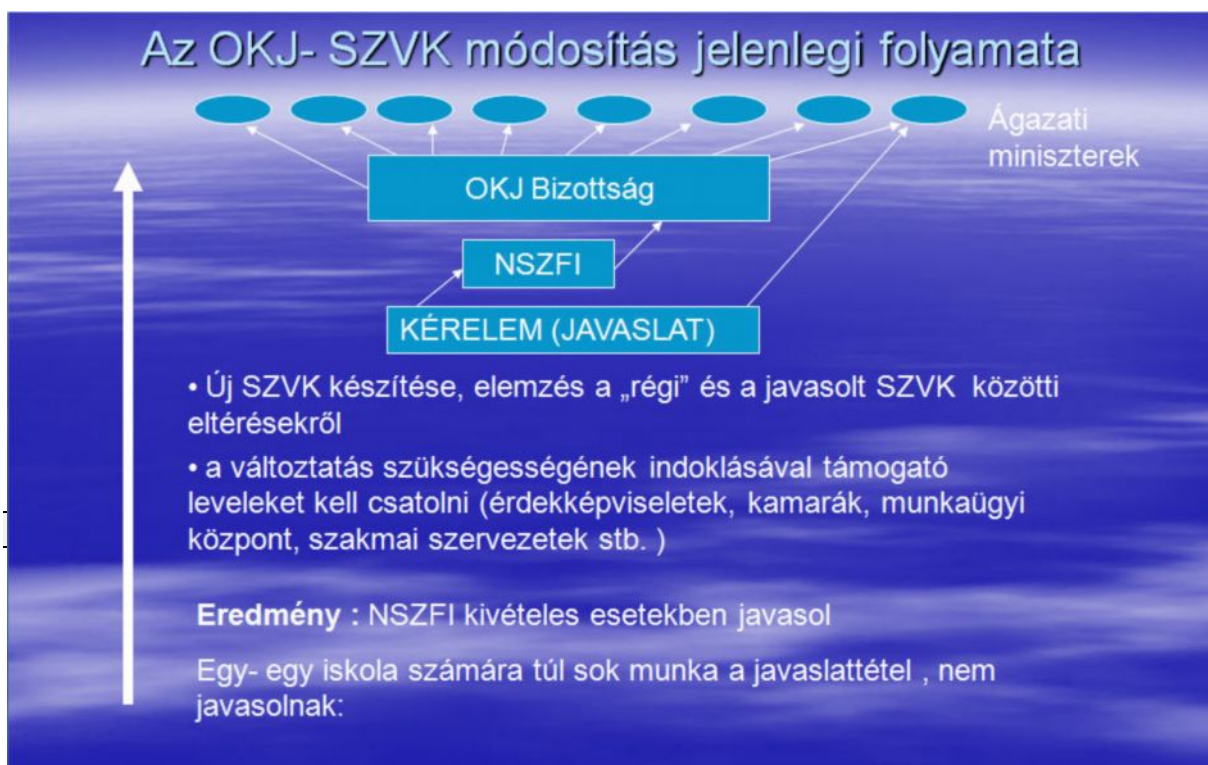 Az OKJ- SZVK módosítás jelenlegi folyamata
Ágazati
miniszterek
OKJ Bizottság
NSZFI
KÉRELEM (JAVASLAT)
• Új SZVK készítése, elemzés a „régi” és a javasolt SZVK közötti
eltérésekről
• a változtatás szükségességének indoklásával támogató
leveleket kell csatolni (érdekképviseletek, kamarák, munkaügyi
központ, szakmai szervezetek stb. )
Eredmény : NSZFI kivételes esetekben javasol
Egy- egy iskola számára túl sok munka a javaslattétel , nem
javasolnak: